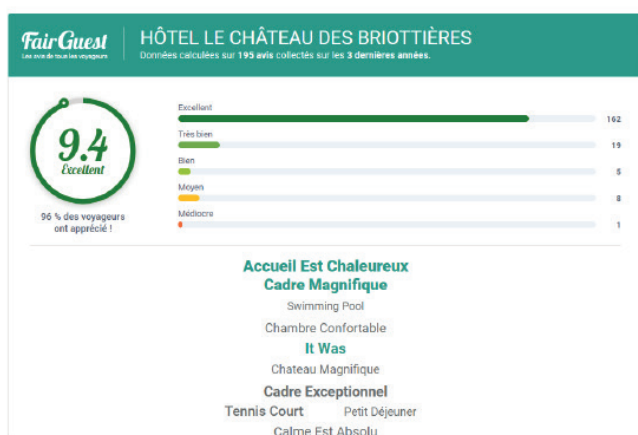 FairGuest
Les avis de tous les voyageurs
HÔTEL LE CHÂTEAU DES BRIOTTIÈRES
Données calculées sur 195 avis collectés sur les 3 dernières années.
9.4
Excellent
96 % des voyageurs
ont apprécié !
Excellent
162
Très bien
19
Bien
5
Moyen
8
Médiocre
1
Accueil Est Chaleureux
Cadre Magnifique
Swimming Pool
Chambre Confortable
It Was
Chateau Magnifique
Cadre Exceptionnel
Tennis Court Petit Déjeuner
Calme Est Absolu